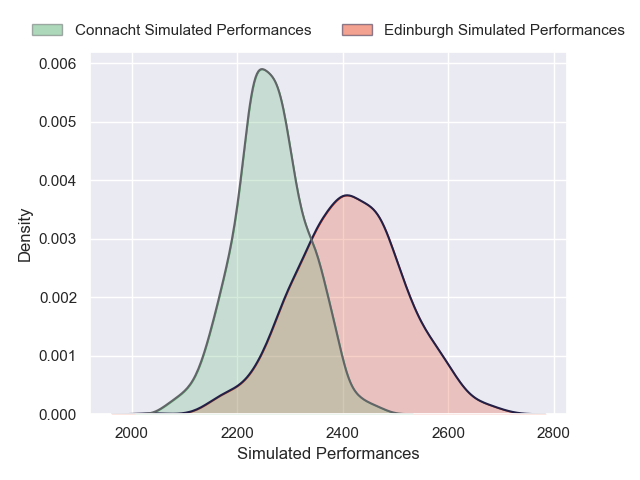 Connacht Simulated Performances Edinburgh Simulated Performances
0.006
0.005
0.004
0.003
0.002
0.001
0.000
Density
2000 2200 2400 2600 2800
Simulated Performances